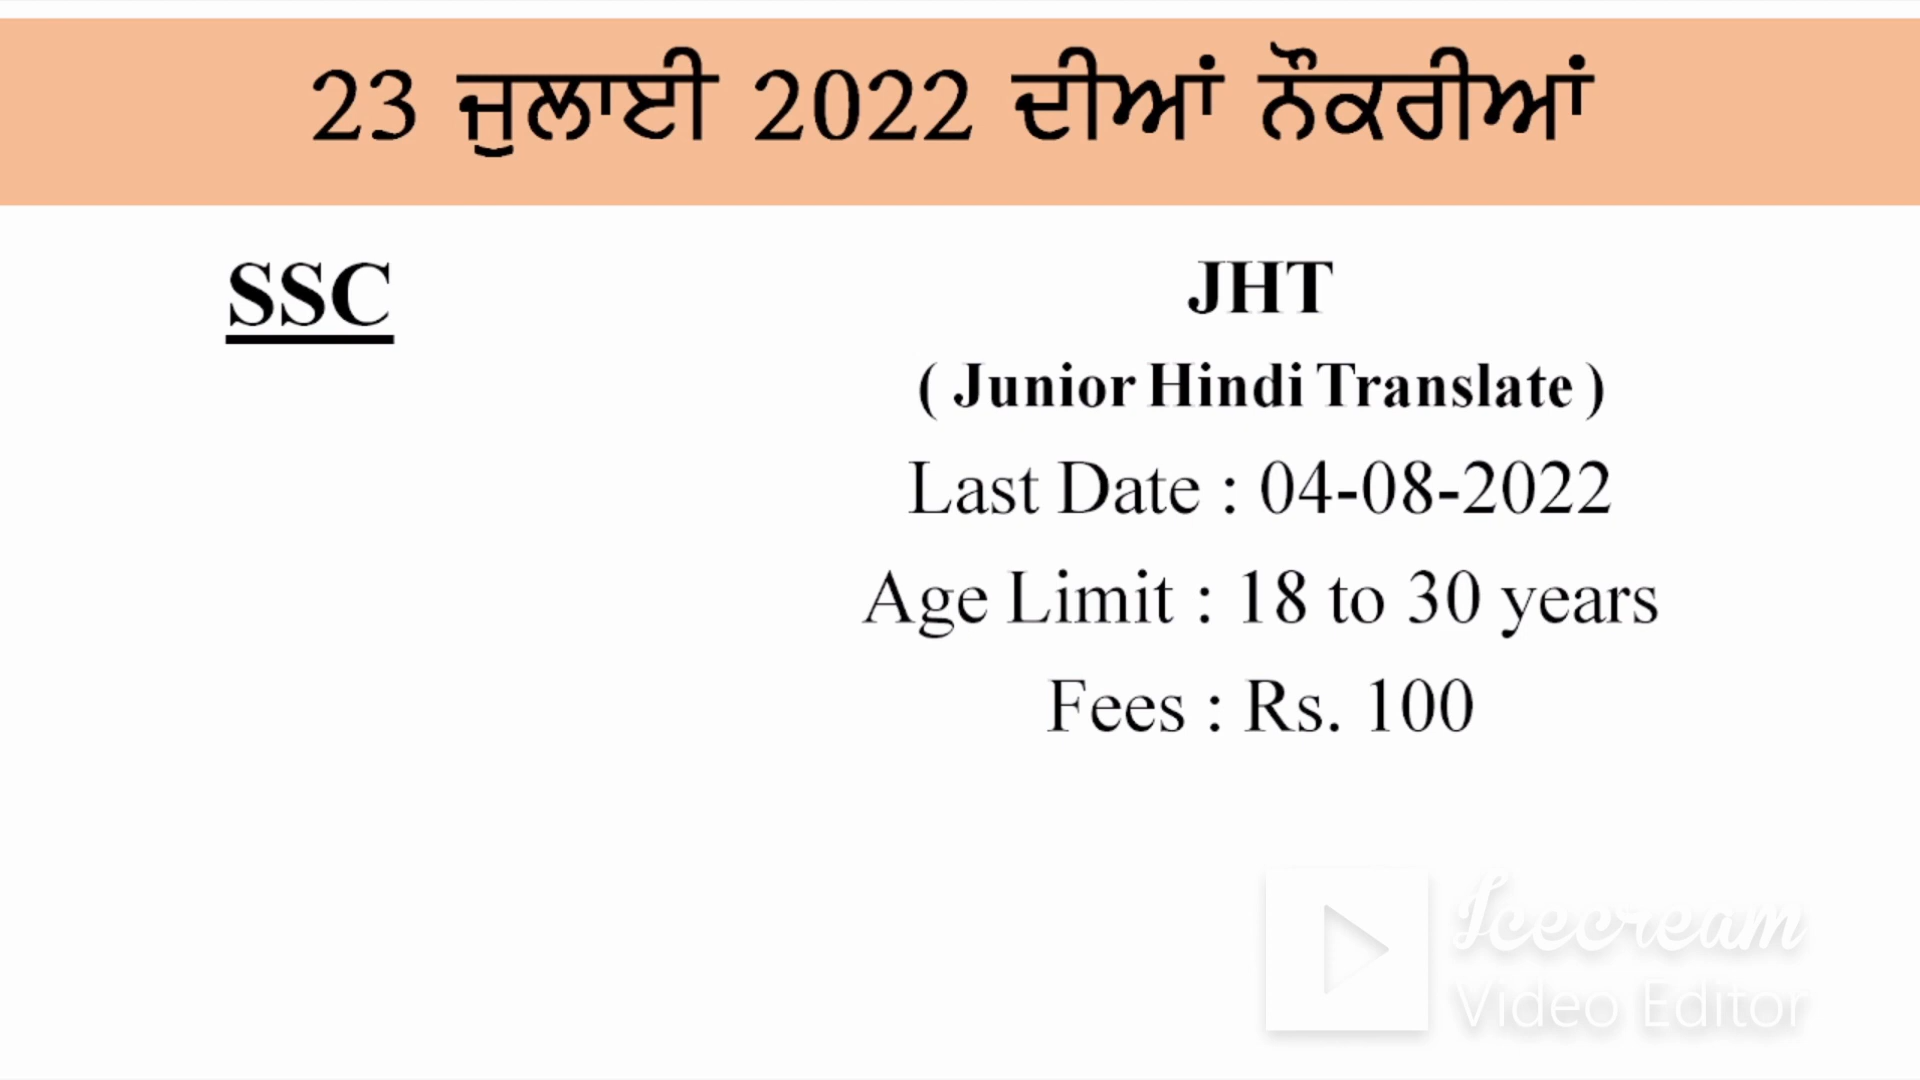 23 ਜੁਲਾਈ 2022 ਦੀਆਂ ਨੌਕਰੀਆਂ
SSC
JHT
( Junior Hindi Translate )
Last Date : 04-08-2022
Age Limit : 18 to 30 years
Fees : Rs. 100
Icecream
Video Editor